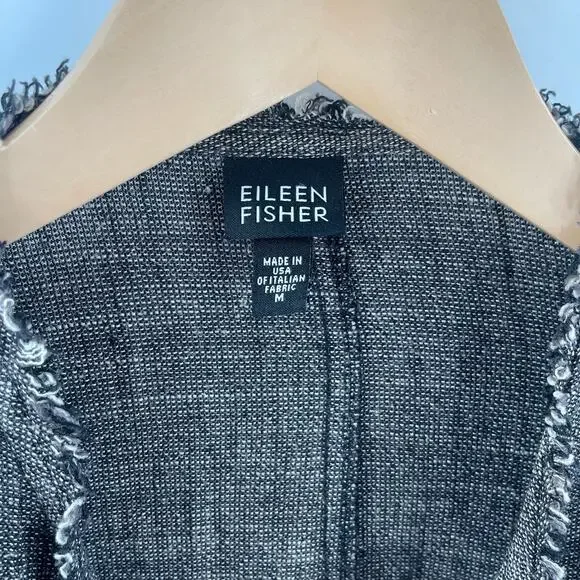 EILEEN
FISHER
MADE IN
USA
OF ITALIAN
FABRIC
M